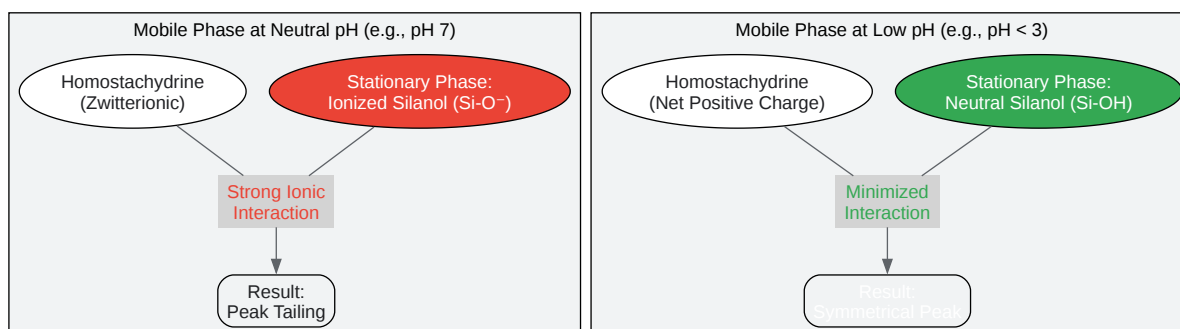 Mobile Phase at Neutral pH (e.g., pH 7)
Homostachydrine
(Zwitterionic)
Stationary Phase:
Ionized Silanol (Si-O⁻)
Strong Ionic
Interaction
Result:
Peak Tailing
Mobile Phase at Low pH (e.g., pH < 3)
Homostachydrine
(Net Positive Charge)
Stationary Phase:
Neutral Silanol (Si-OH)
Minimized
Interaction
Result:
Symmetrical Peak